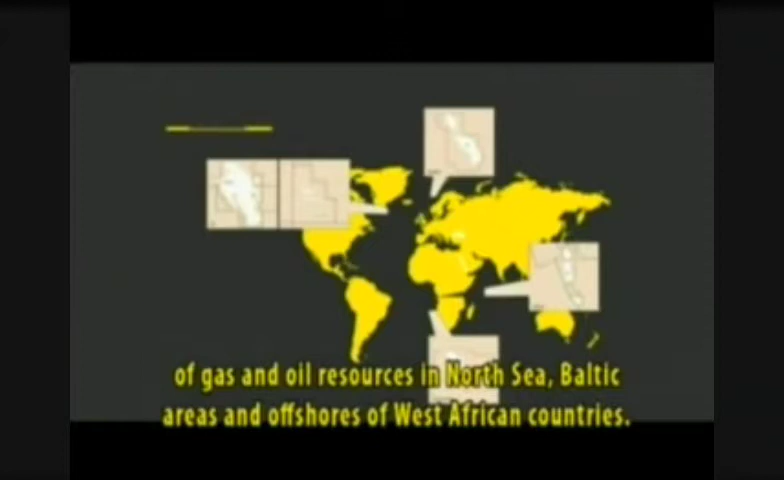 of gas and oil resources in North Sea, Baltic
areas and offshores of West African countries.